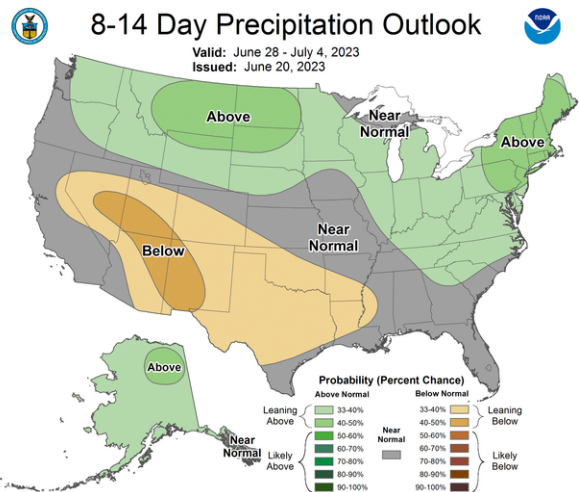 8-14 Day Precipitation Outlook
Valid: June 28 - July 4, 2023
Issued: June 20, 2023
NOAA
Above
Near
Normal
Above
Near
Normal
Below
Above
Near
Normal
Probability (Percent Chance)
Above Normal
Below Normal
Leaning
Above
33-40%
40-50%
Likely
Above
50-60%
60-70%
70-80%
80-90%
90-100%
Near
Normal
33-40%
40-50%
Leaning
Below
50-60%
60-70%
70-80%
80-90%
90-100%
Likely
Below